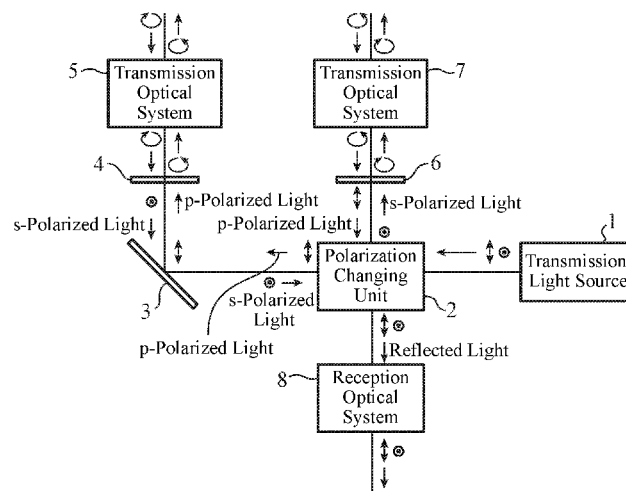 5
Transmission
Optical
System
7
Transmission
Optical
System
4
6
p-Polarized Light
s-Polarized Light
s-Polarized Light
p-Polarized Light
1
Transmission
Light Source
Polarization
Changing
Unit
2
3
s-Polarized
Light
p-Polarized Light
Reflected Light
8
Reception
Optical
System